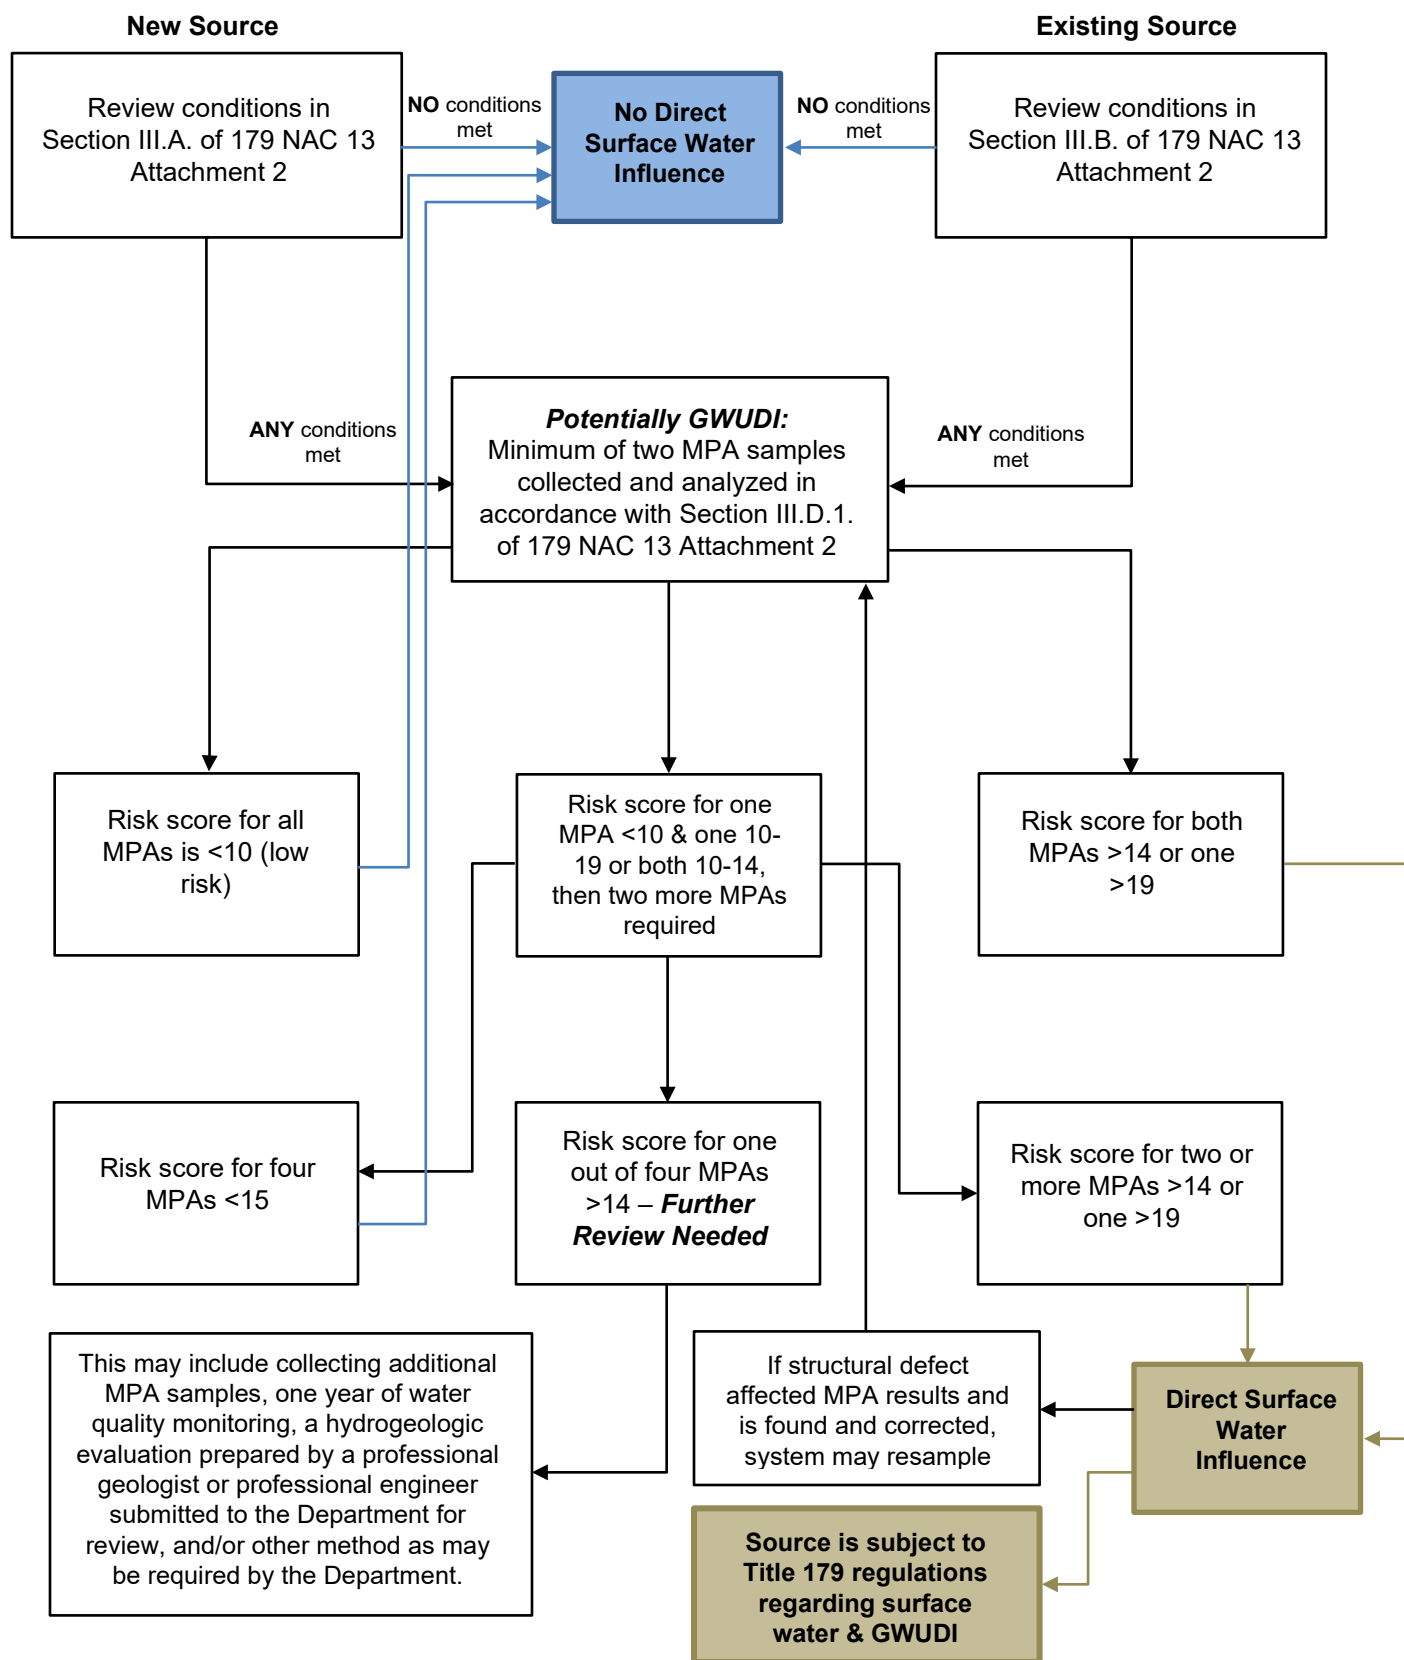 New Source
Existing Source
Review conditions in
Section III.A. of 179 NAC 13
Attachment 2
NO conditions
met
No Direct
Surface Water
Influence
NO conditions
met
Review conditions in
Section III.B. of 179 NAC 13
Attachment 2
ANY conditions
met
Potentially GWUDI:
Minimum of two MPA samples
collected and analyzed in
accordance with Section III.D.1.
of 179 NAC 13 Attachment 2
ANY conditions
met
Risk score for all
MPAs is <10 (low
risk)
Risk score for one
MPA <10 & one 10-
19 or both 10-14,
then two more MPAs
required
Risk score for both
MPAs >14 or one
>19
Risk score for four
MPAs <15
Risk score for one
out of four MPAs
>14 – Further
Review Needed
Risk score for two or
more MPAs >14 or
one >19
This may include collecting additional
MPA samples, one year of water
quality monitoring, a hydrogeologic
evaluation prepared by a professional
geologist or professional engineer
submitted to the Department for
review, and/or other method as may
be required by the Department.
If structural defect
affected MPA results and
is found and corrected,
system may resample
Direct Surface
Water
Influence
Source is subject to
Title 179 regulations
regarding surface
water & GWUDI